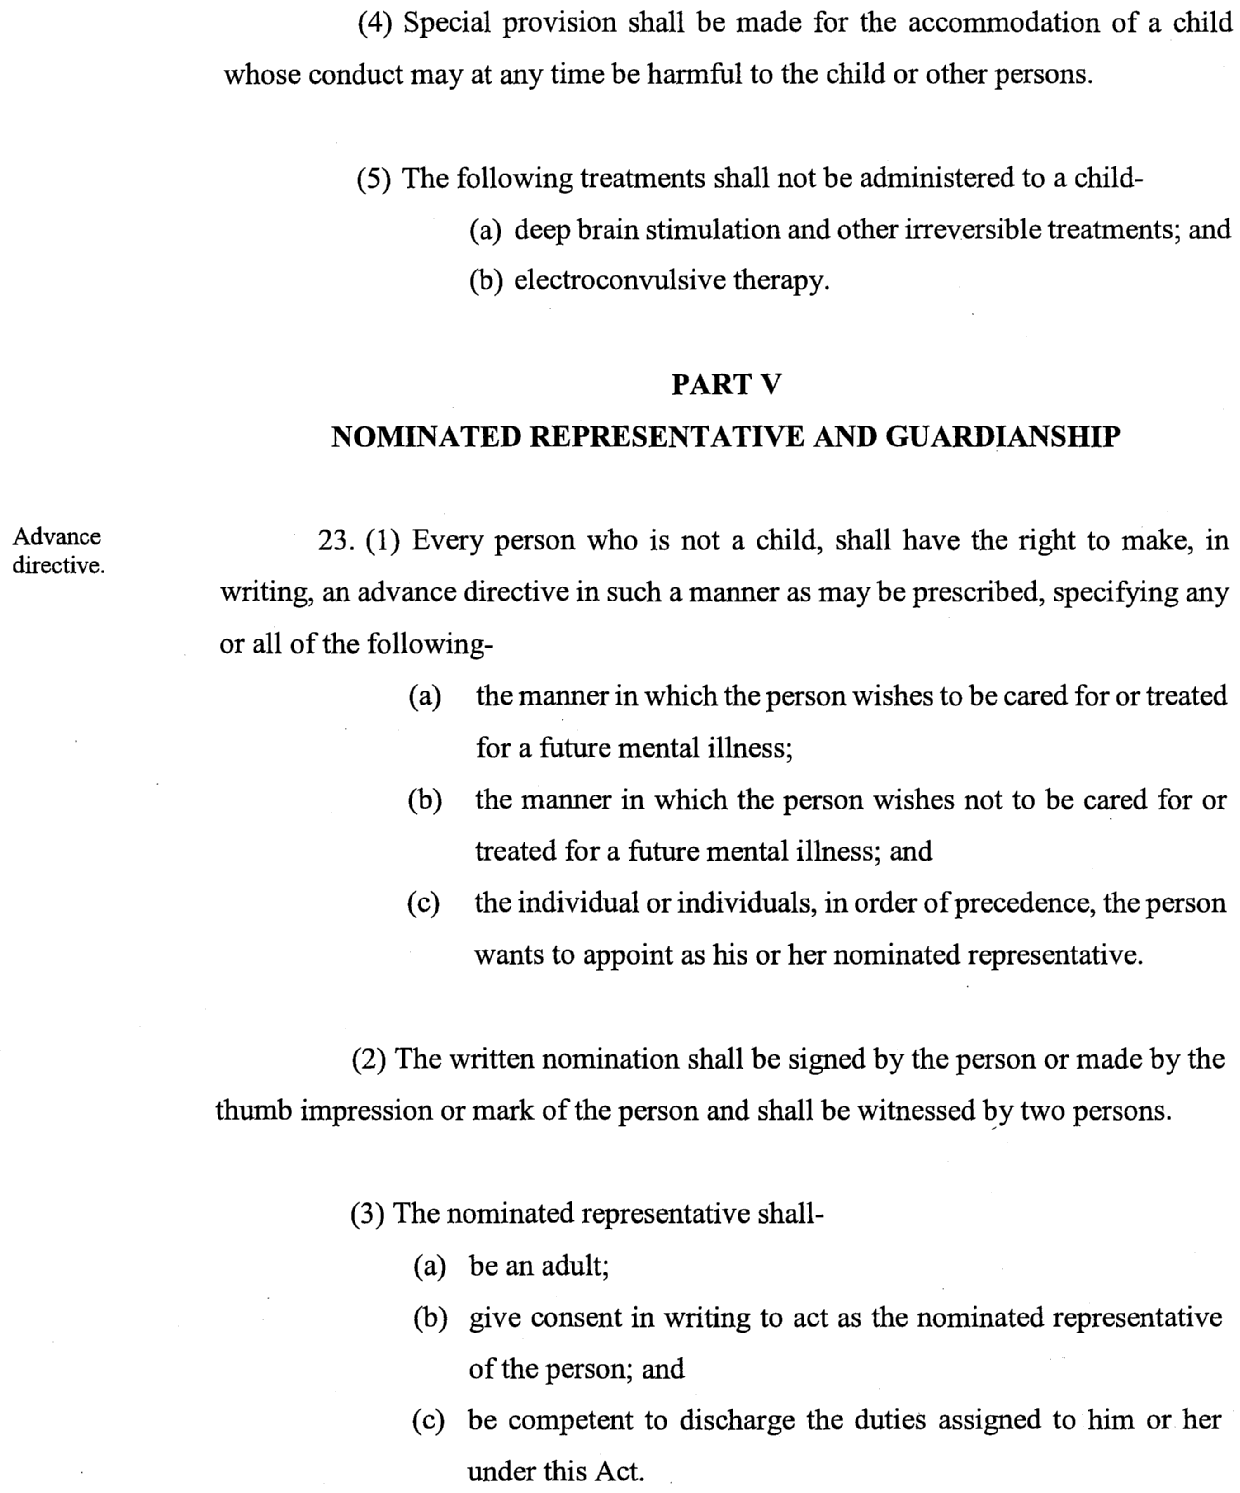 (4) Special provision shall be made for the accommodation of a child
whose conduct may at any time be harmful to the child or other persons.
(5) The following treatments shall not be administered to a child-
(a) deep brain stimulation and other irreversible treatments; and
(b) electroconvulsive therapy.
PART V
NOMINATED REPRESENTATIVE AND GUARDIANSHIP
Advance
directive.
23. (1) Every person who is not a child, shall have the right to make, in
writing, an advance directive in such a manner as may be prescribed, specifying any
or all of the following-
(a) the manner in which the person wishes to be cared for or treated
for a future mental illness;
(b) the manner in which the person wishes not to be cared for or
treated for a future mental illness; and
(c) the individual or individuals, in order of precedence, the person
wants to appoint as his or her nominated representative.
(2) The written nomination shall be signed by the person or made by the
thumb impression or mark of the person and shall be witnessed by two persons.
(3) The nominated representative shall-
(a) be an adult;
(b) give consent in writing to act as the nominated representative
of the person; and
(c) be competent to discharge the duties assigned to him or her
under this Act.